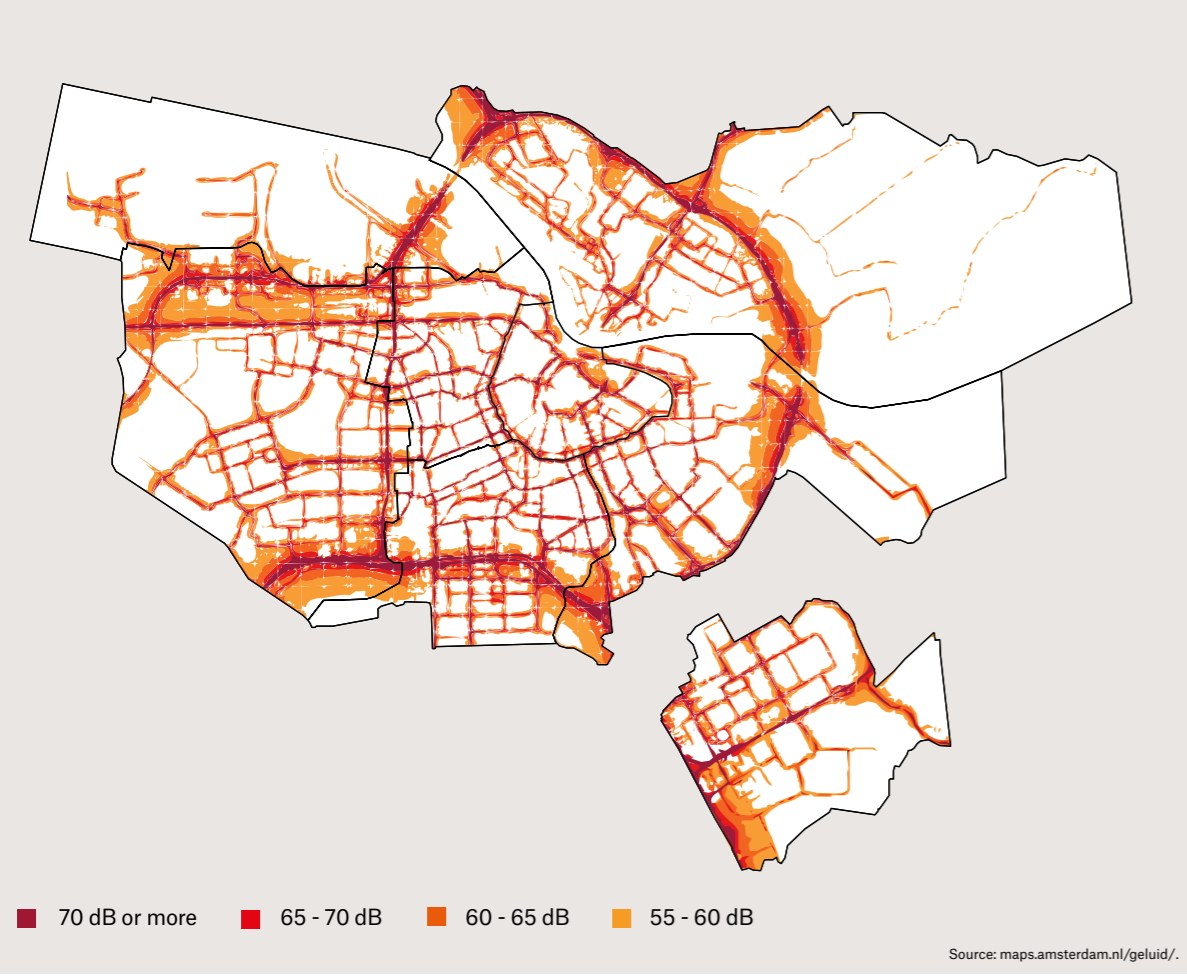 70 dB or more 65 - 70 dB 60 - 65 dB 55 - 60 dB
Source: maps.amsterdam.nl/geluid/.